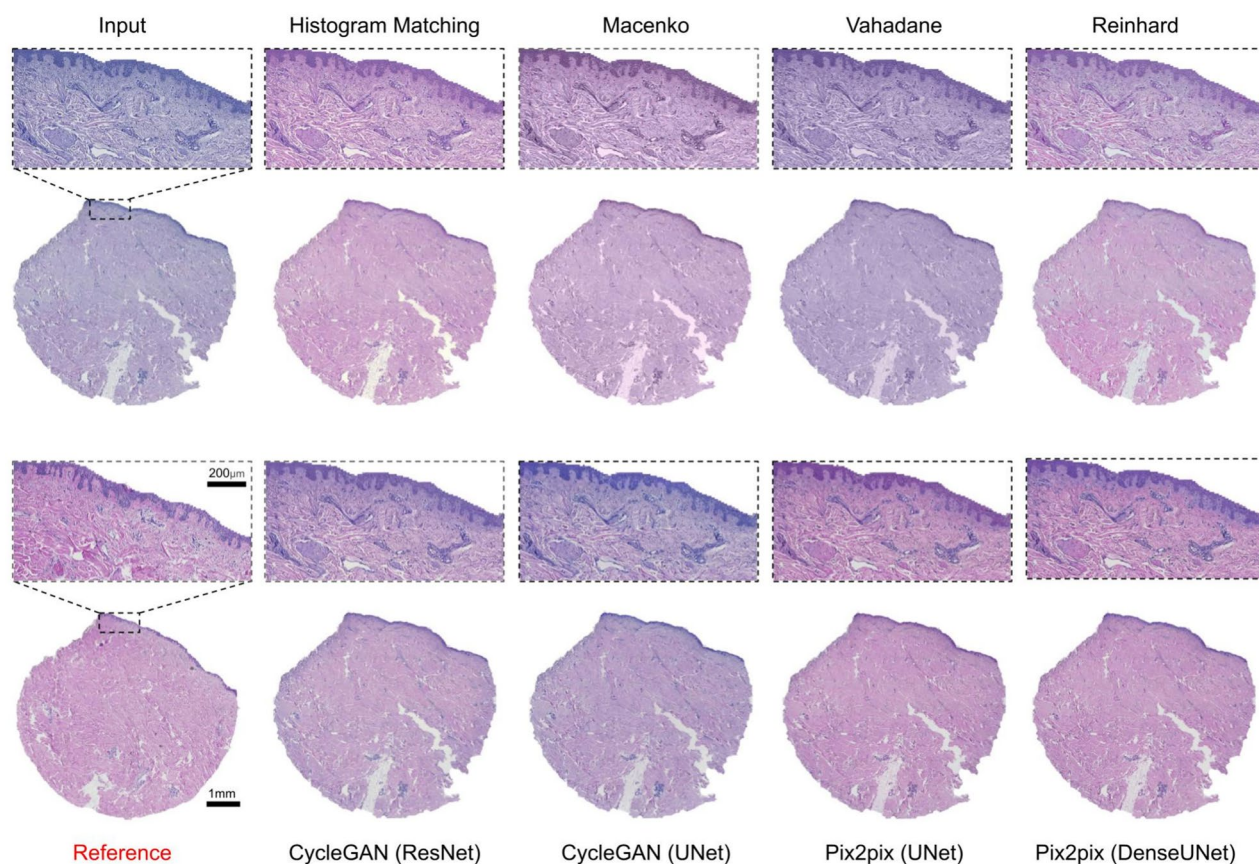 Input
Histogram Matching
Macenko
Vahadane
Reinhard
200μm
1mm
Reference
CycleGAN (ResNet)
CycleGAN (UNet)
Pix2pix (UNet)
Pix2pix (DenseUNet)